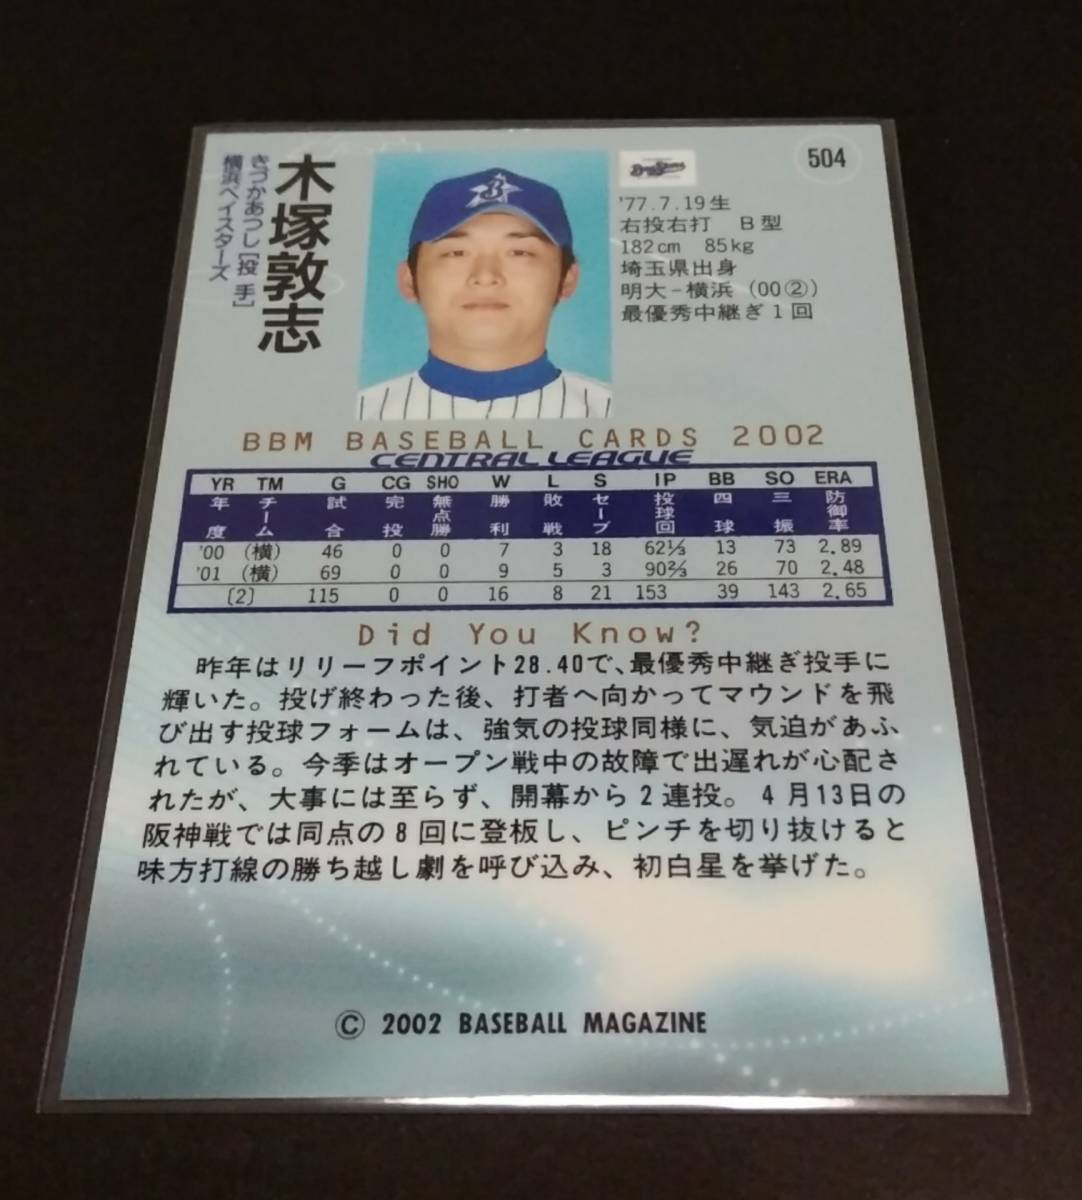 504
木塚敦志
きづかあつし［投 手］
横浜ベイスターズ
'77.7.19生
右投右打 B型
182cm 85kg
埼玉県出身
明大－横浜（00②）
最優秀中継ぎ1回
BBM BASEBALL CARDS 2002
CENTRAL LEAGUE
YR TM G CG SHO W L S IP BB SO ERA
年度 チーム 試合 完投 無点勝 勝利 敗戦 セーブ 投球回 四球 三振 防御率
'00 (横) 46 0 0 7 3 18 62⅓ 13 73 2.89
'01 (横) 69 0 0 9 5 3 90⅔ 26 70 2.48
〔2〕 115 0 0 16 8 21 153 39 143 2.65
Did You Know?
昨年はリリーフポイント28.40で、最優秀中継ぎ投手に
輝いた。投げ終わった後、打者へ向かってマウンドを飛
び出す投球フォームは、強気の投球同様に、気迫があふ
れている。今季はオープン戦中の故障で出遅れが心配さ
れたが、大事には至らず、開幕から2連投。4月13日の
阪神戦では同点の8回に登板し、ピンチを切り抜けると
味方打線の勝ち越し劇を呼び込み、初白星を挙げた。
© 2002 BASEBALL MAGAZINE